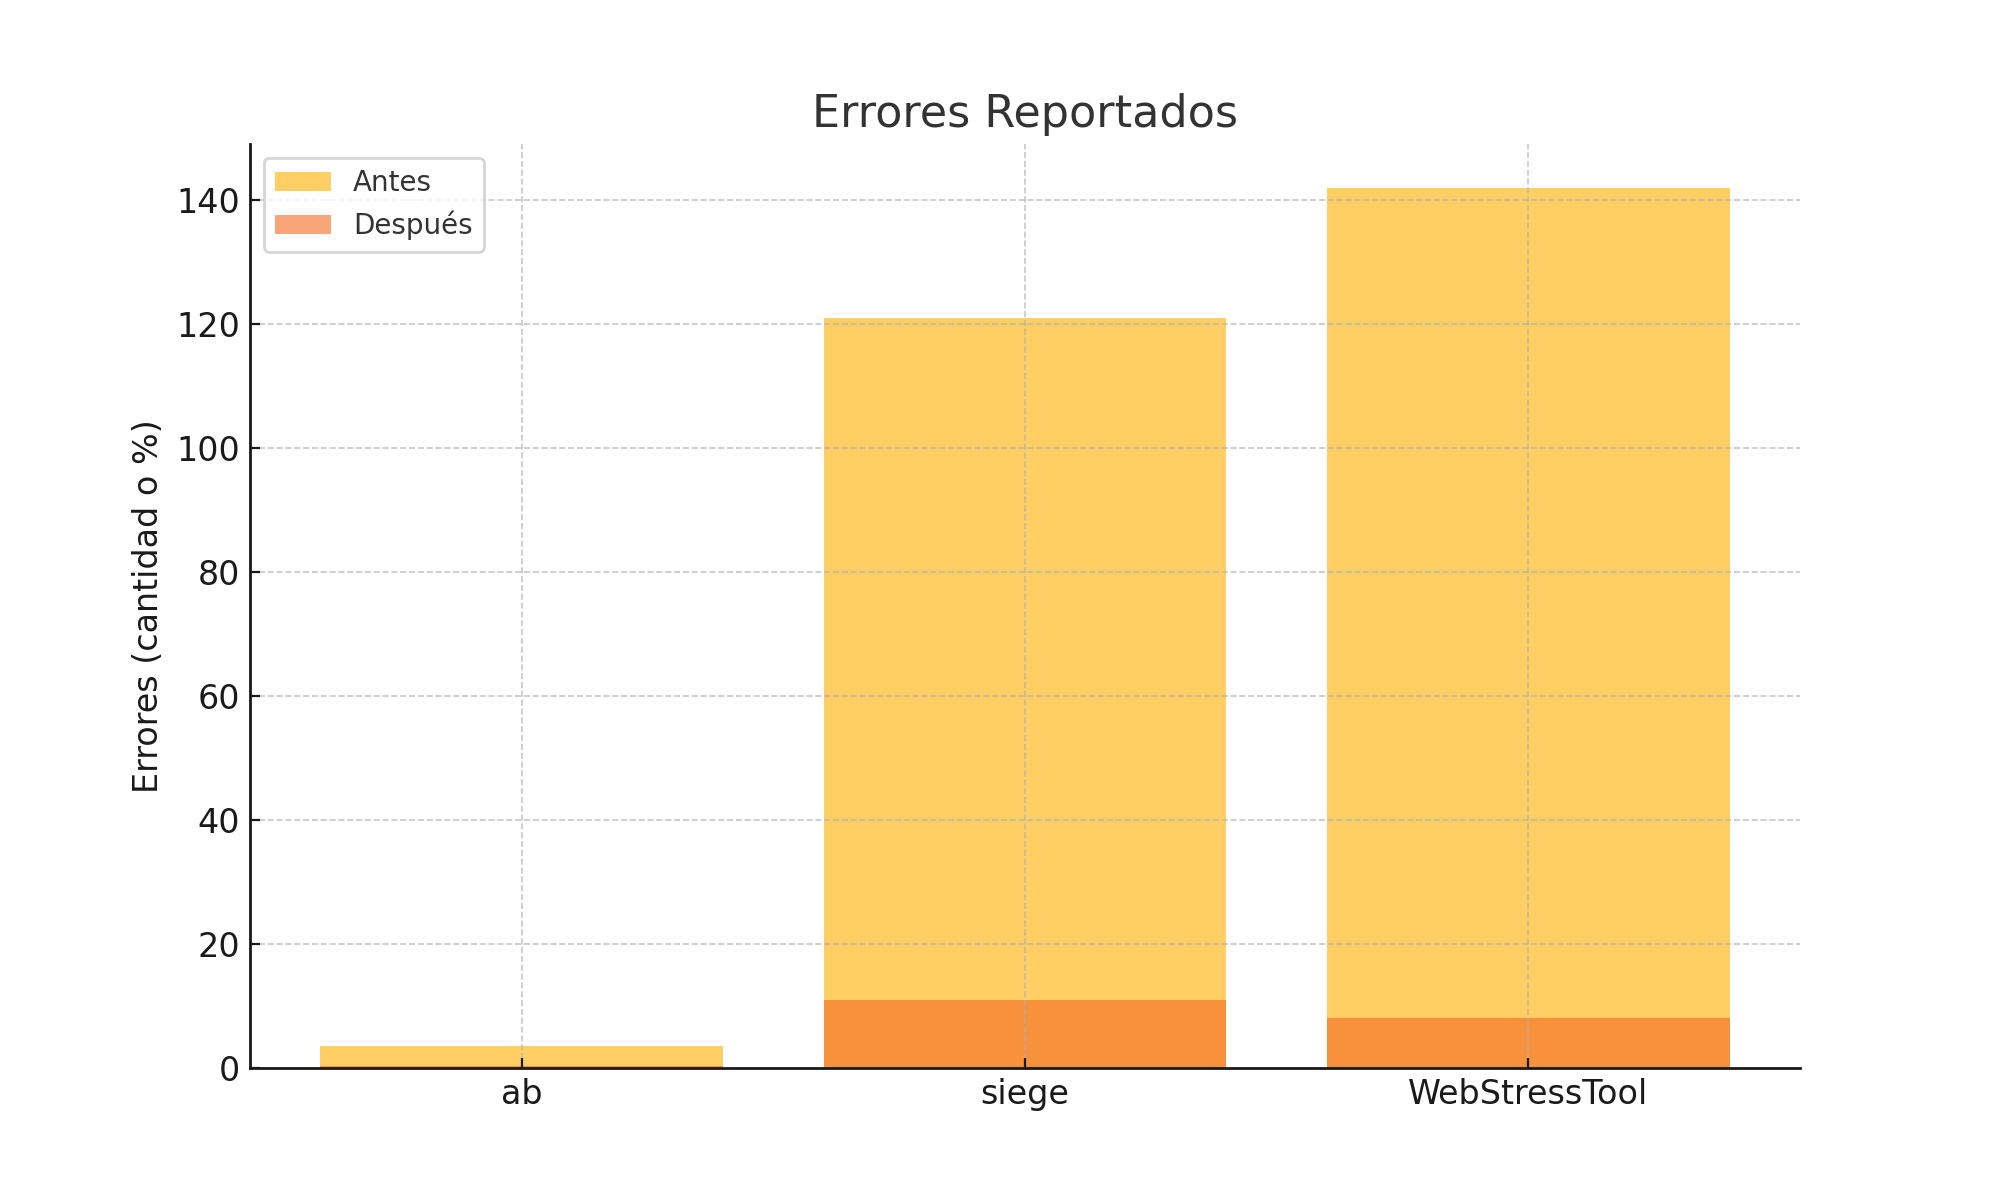 Errores Reportados
Antes
Después
Errores (cantidad o %)
140
120
100
80
60
40
20
0
ab siege WebStressTool